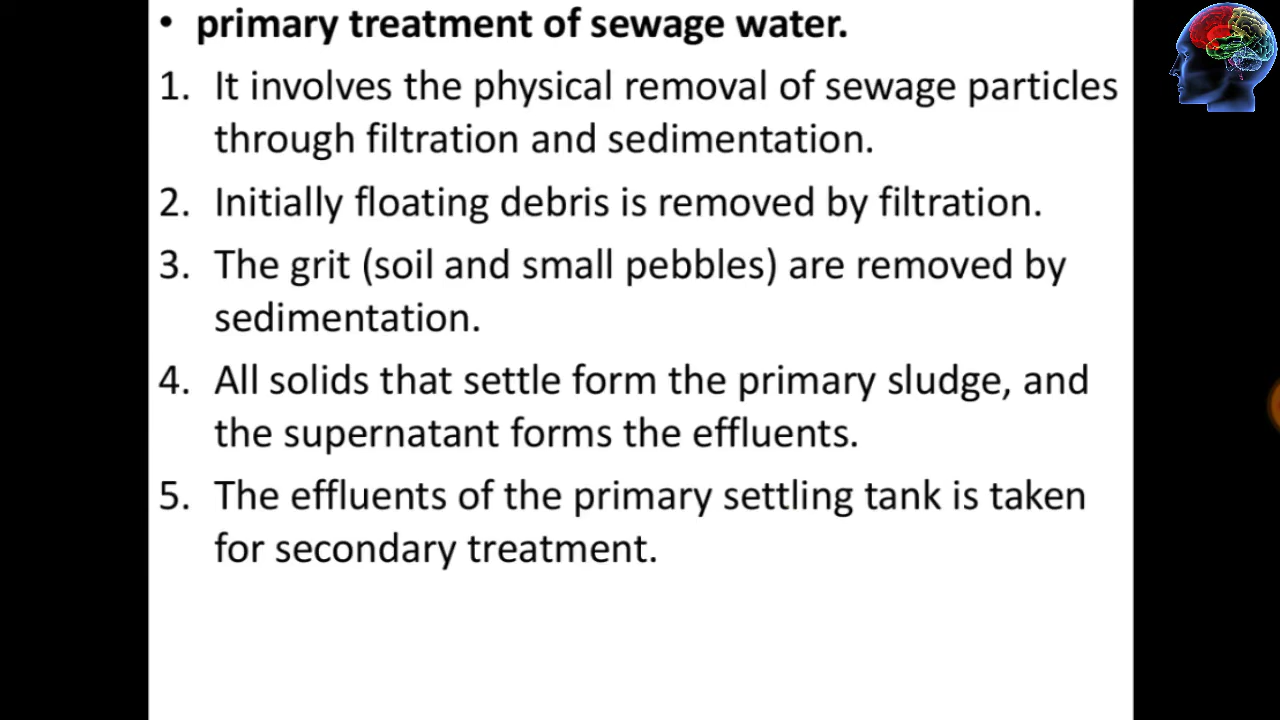 • primary treatment of sewage water.
1. It involves the physical removal of sewage particles
through filtration and sedimentation.
2. Initially floating debris is removed by filtration.
3. The grit (soil and small pebbles) are removed by
sedimentation.
4. All solids that settle form the primary sludge, and
the supernatant forms the effluents.
5. The effluents of the primary settling tank is taken
for secondary treatment.